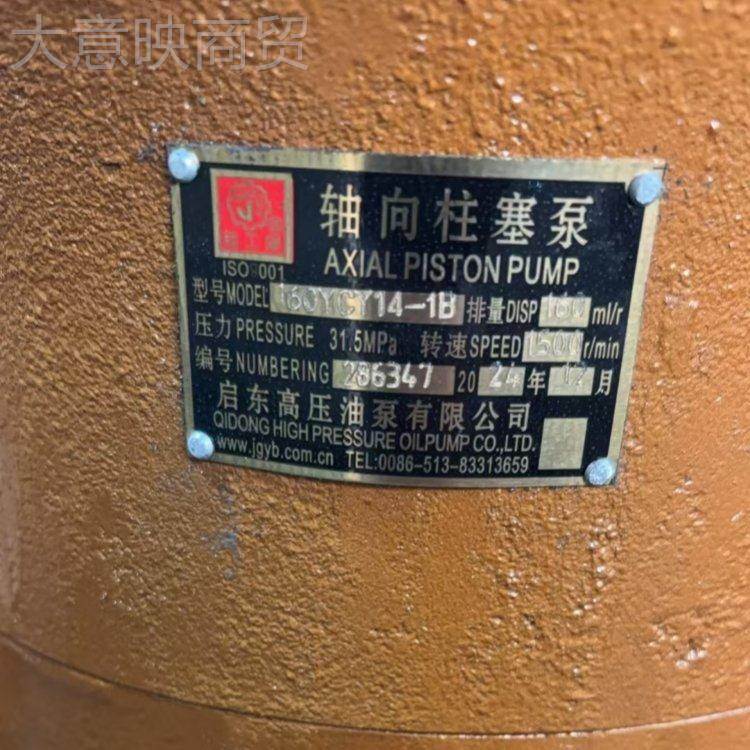 大意映商贸
轴向柱塞泵
ISO 9001 AXIAL PISTON PUMP
型号MODEL 160YCY14-1B 排量DISP 160 ml/r
压力PRESSURE 31.5MPa 转速SPEED 1500 r/min
编号NUMBERING 286347 2024年12月
启东高压油泵有限公司
QIDONG HIGH PRESSURE OILPUMP CO.,LTD.
www.jgyb.com.cn TEL:0086-513-83313659